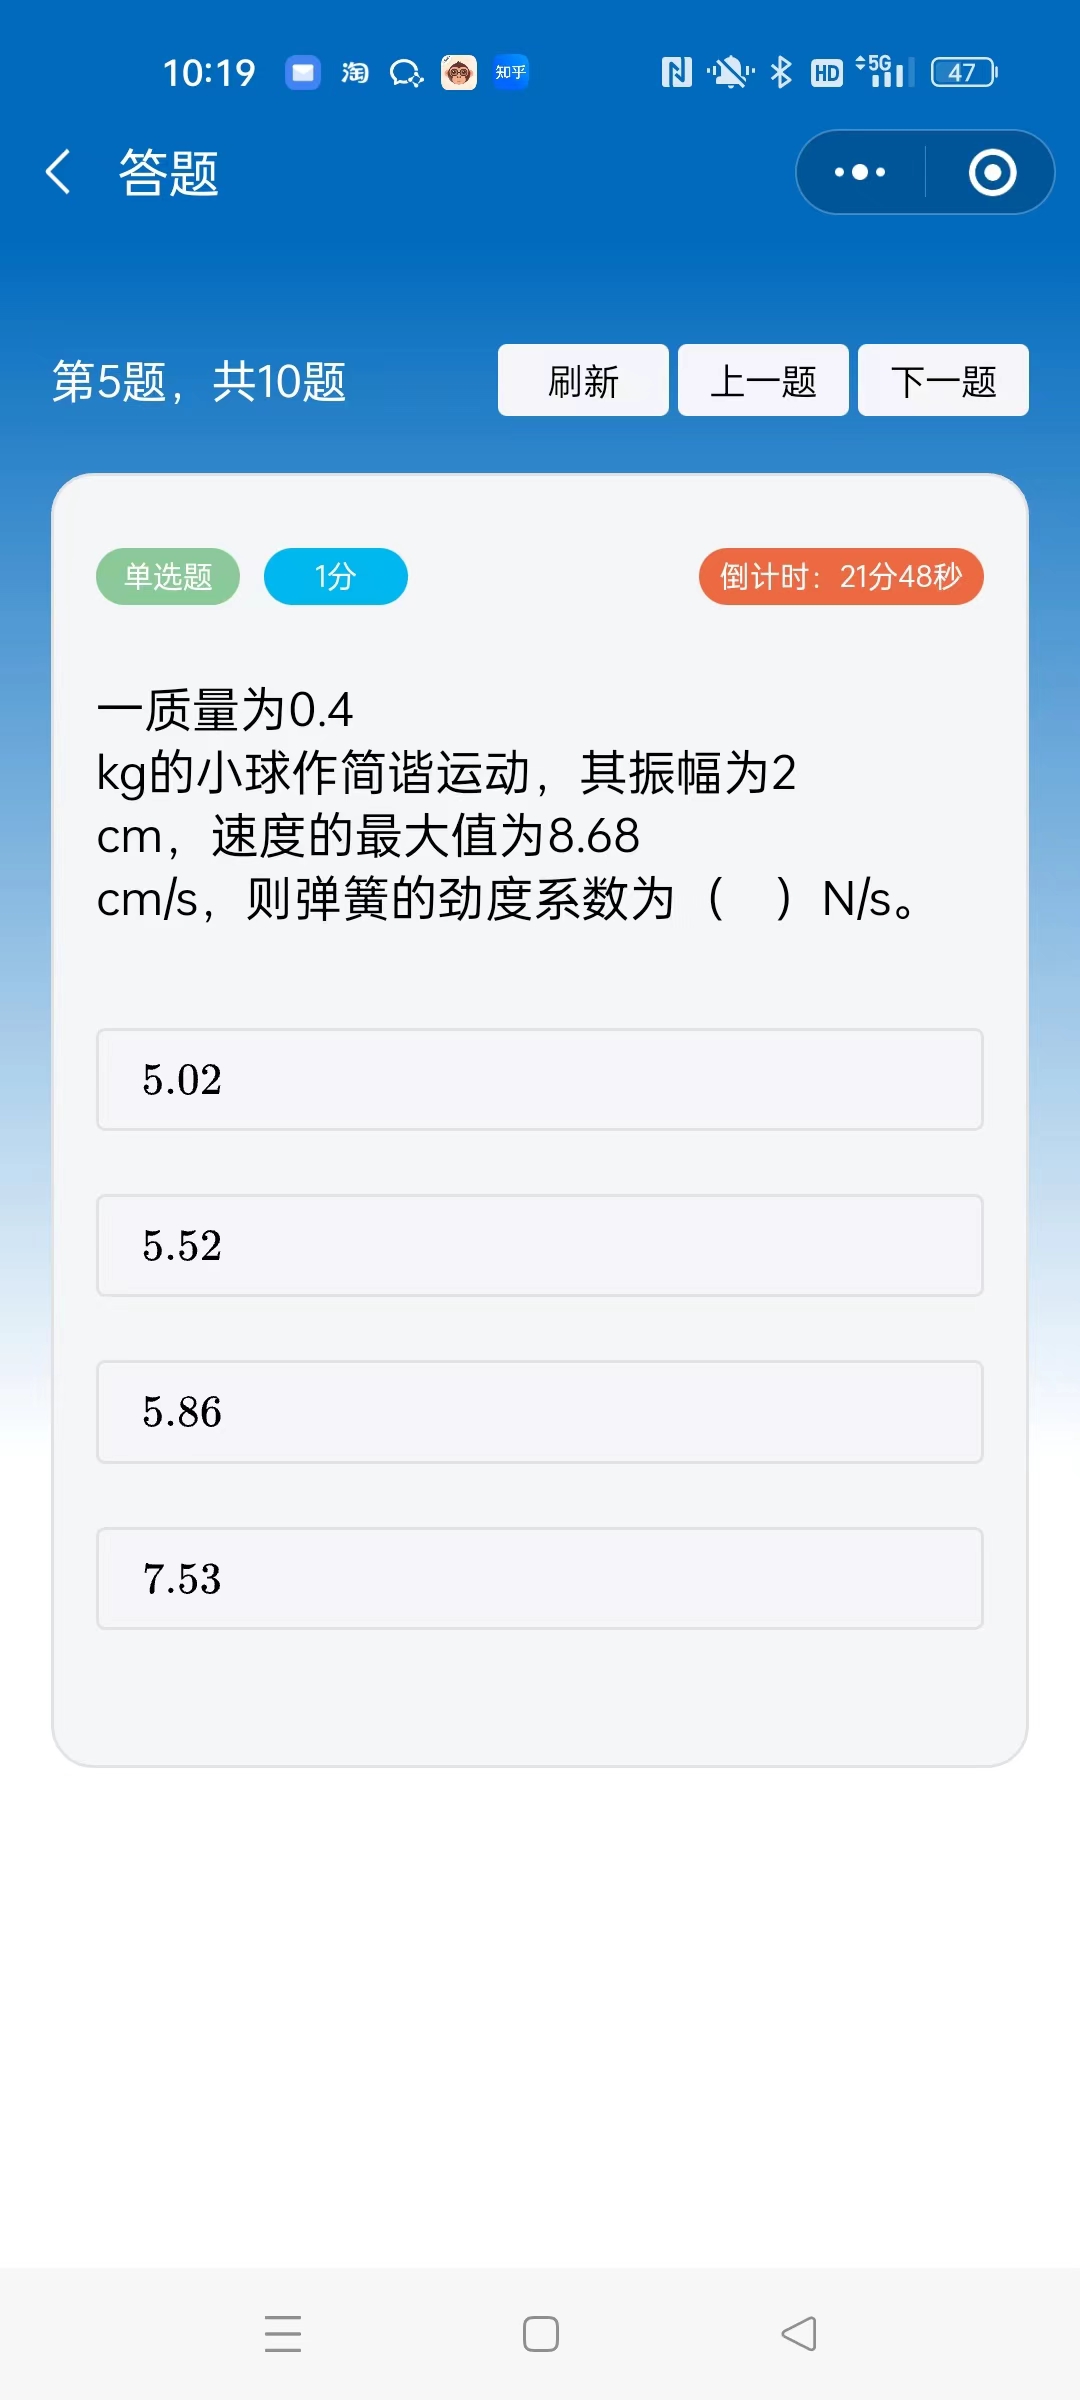 10:19 淘 知乎 HD 5G 47
答题
第5题，共10题 刷新 上一题 下一题
单选题 1分 倒计时：21分48秒
一质量为0.4
kg的小球作简谐运动，其振幅为2
cm，速度的最大值为8.68
cm/s，则弹簧的劲度系数为（　）N/s。
5.02
5.52
5.86
7.53